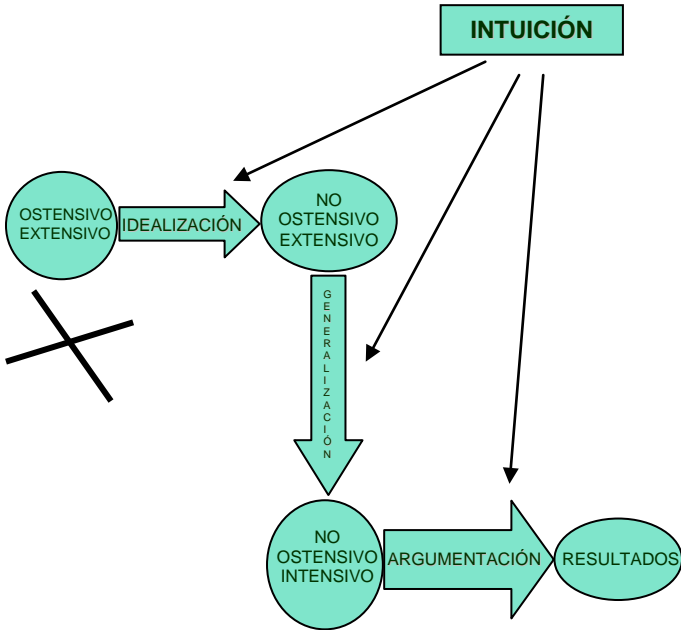 INTUICIÓN
OSTENSIVO
EXTENSIVO
IDEALIZACIÓN
NO
OSTENSIVO
EXTENSIVO
GENERALIZACIÓN
NO
OSTENSIVO
INTENSIVO
ARGUMENTACIÓN
RESULTADOS